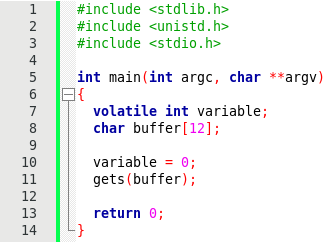 1 #include <stdlib.h>
2 #include <unistd.h>
3 #include <stdio.h>
4
5 int main(int argc, char **argv)
6 {
7   volatile int variable;
8   char buffer[12];
9
10   variable = 0;
11   gets(buffer);
12
13   return 0;
14 }